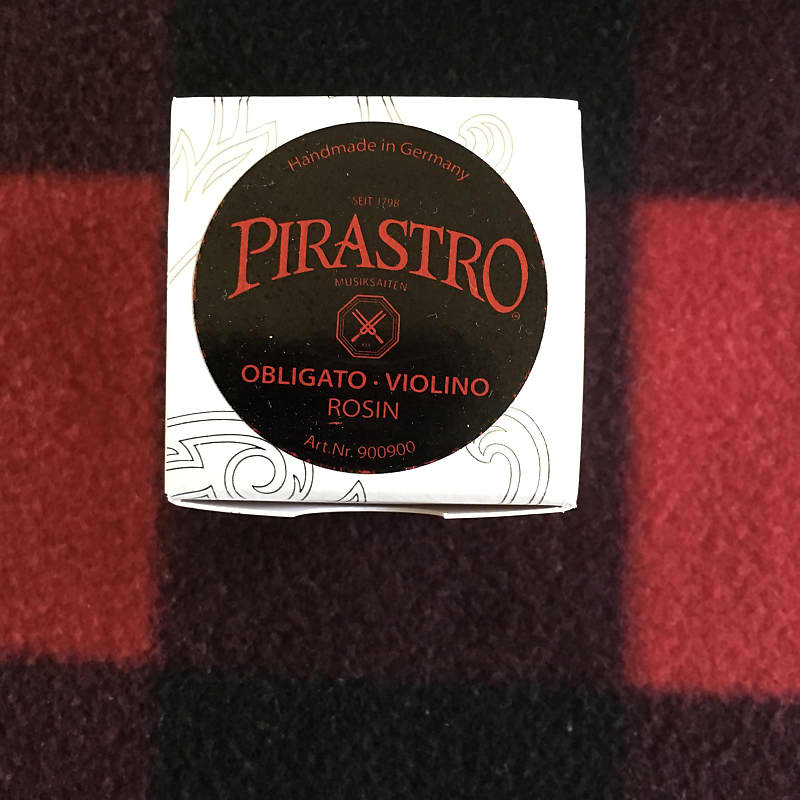 Handmade in Germany
SEIT 1798
PIRASTRO
MUSIKSAITEN
OBLIGATO · VIOLINO
ROSIN
Art.Nr. 900900